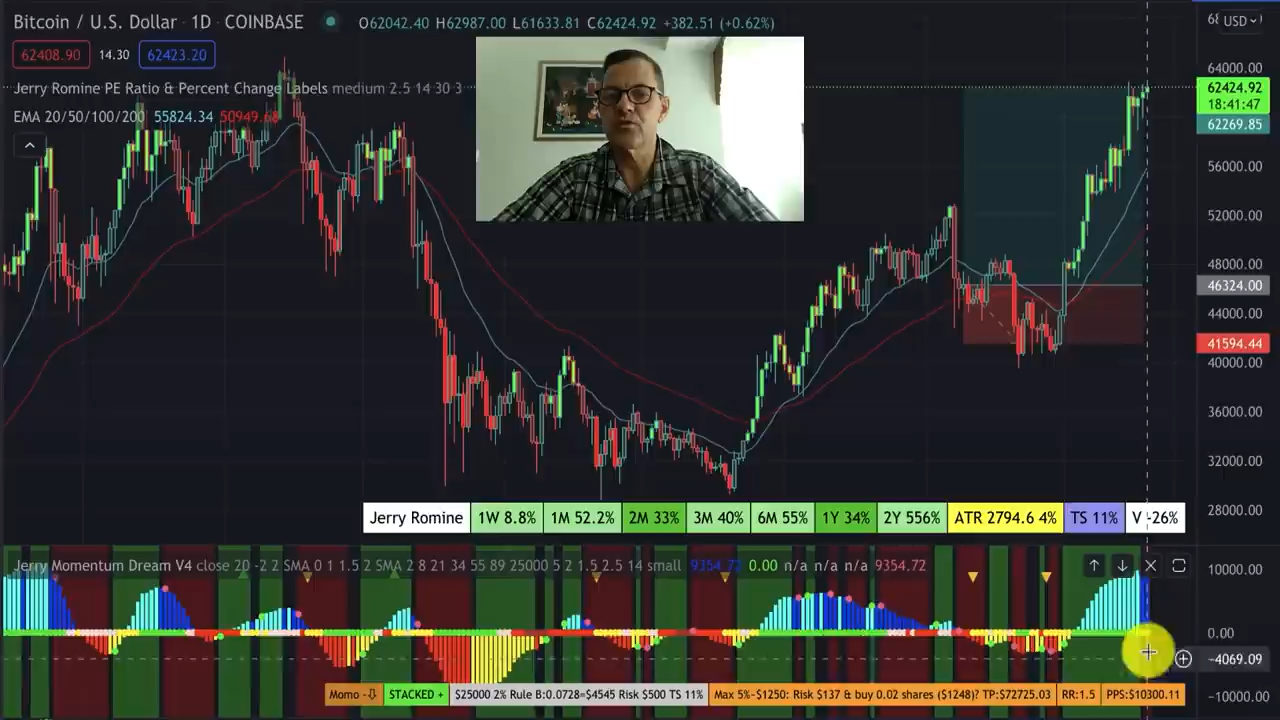 Bitcoin / U.S. Dollar · 1D · COINBASE O62042.40 H62987.00 L61633.81 C62424.92 +382.51 (+0.62%)
USD
62408.90 14.30 62423.20
64000.00
Jerry Romine PE Ratio & Percent Change Labels medium 2.5 14 30 3
62424.92
18:41:47
EMA 20/50/100/200 55824.34 50949.68
62269.85
56000.00
52000.00
48000.00
46324.00
44000.00
41594.44
40000.00
36000.00
32000.00
28000.00
Jerry Romine 1W 8.8% 1M 52.2% 2M 33% 3M 40% 6M 55% 1Y 34% 2Y 556% ATR 2794.6 4% TS 11% V -26%
Jerry Momentum Dream V4 close 20 -2 2 SMA 0 1 1.5 2 SMA 2 8 21 34 55 89 25000 5 2 1.5 2.5 14 small 9354.72 0.00 n/a n/a n/a 9354.72
10000.00
0.00
-4069.09
-10000.00
Momo -⇩ STACKED + $25000 2% Rule B:0.0728=$4545 Risk $500 TS 11% Max 5%-$1250: Risk $137 & buy 0.02 shares ($1248)? TP:$72725.03 RR:1.5 PPS:$10300.11